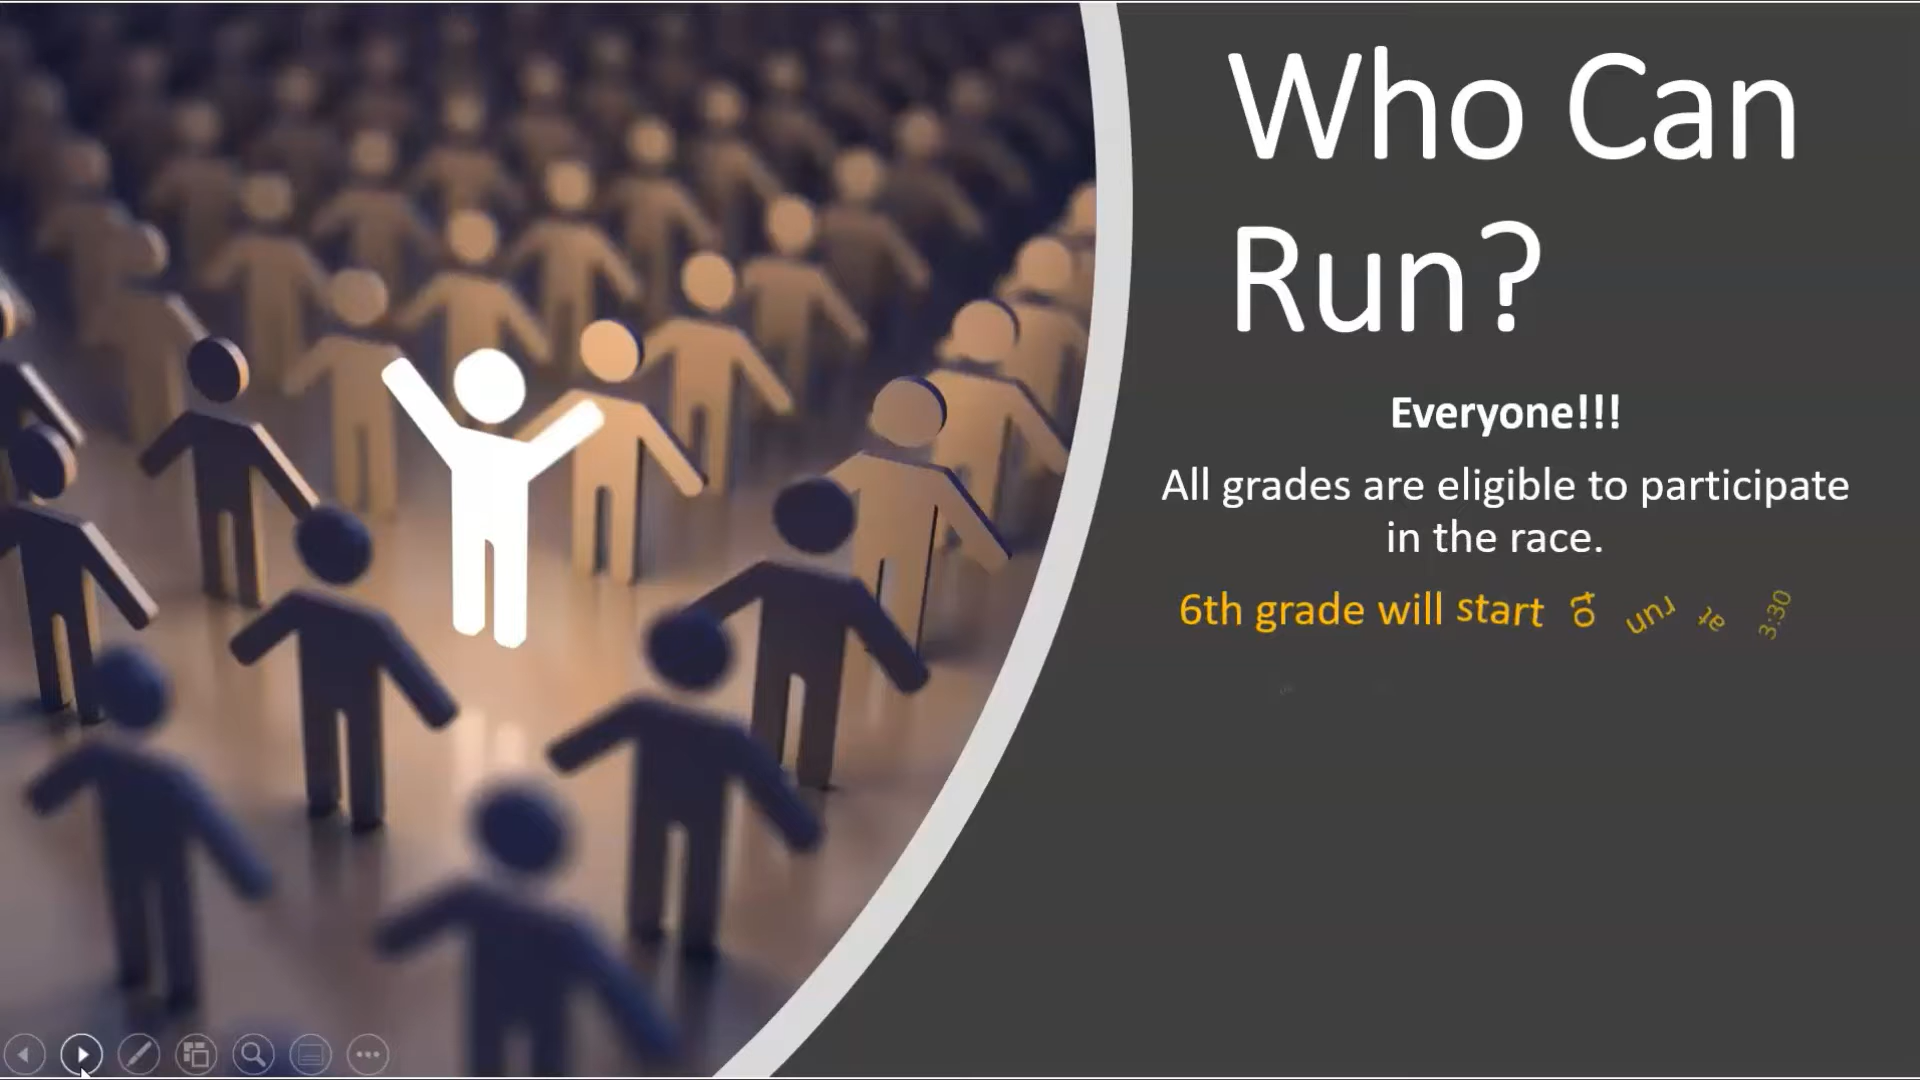 Who Can
Run?
Everyone!!!
All grades are eligible to participate
in the race.
6th grade will start to run at 3:30